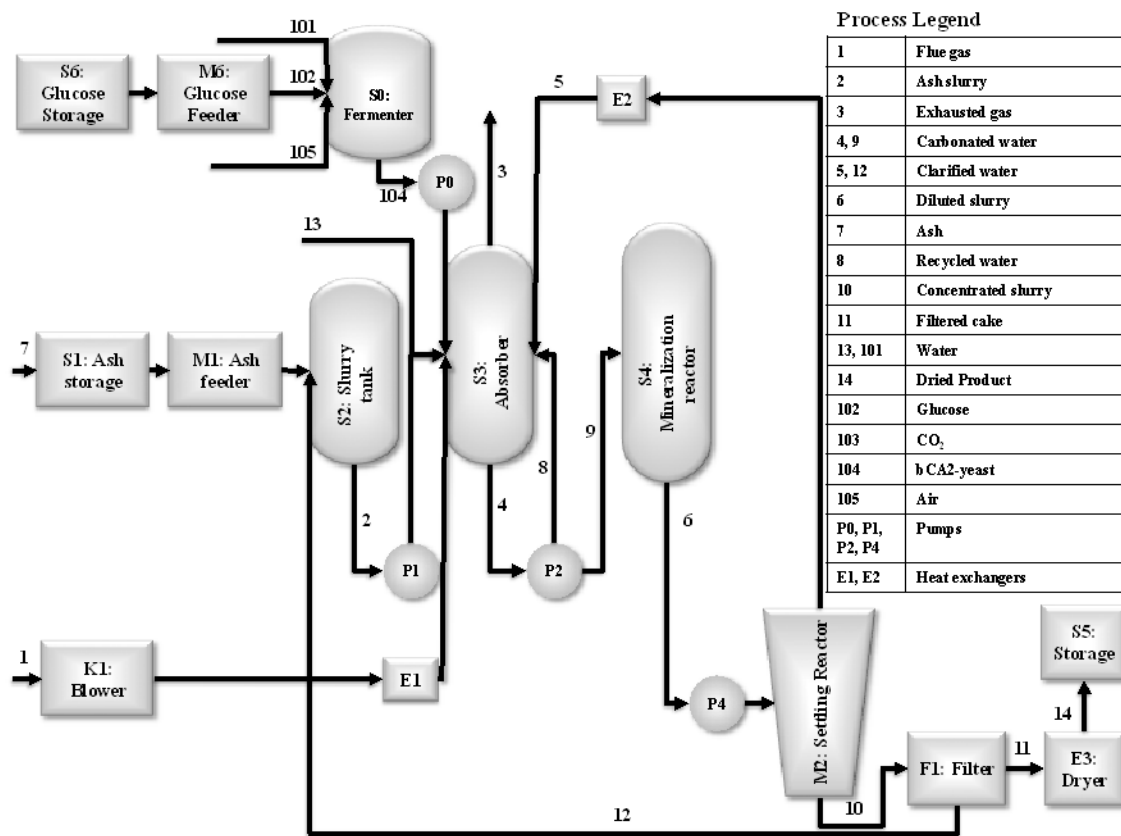 101
S6:
Glucose
Storage
M6:
Glucose
Feeder
102
105
S0:
Fermenter
104
P0
3
5
E2
13
7
S1: Ash
storage
M1: Ash
feeder
S2: Slurry
tank
S3:
Absorber
S4:
Mineralization
reactor
2
P1
4
8
P2
9
6
1
K1:
Blower
E1
P4
M2: Settling Reactor
10
F1: Filter
11
E3:
Dryer
14
S5:
Storage
12
Process Legend
1 Flue gas
2 Ash slurry
3 Exhausted gas
4, 9 Carbonated water
5, 12 Clarified water
6 Diluted slurry
7 Ash
8 Recycled water
10 Concentrated slurry
11 Filtered cake
13, 101 Water
14 Dried Product
102 Glucose
103 CO₂
104 bCA2-yeast
105 Air
P0, P1, Pumps
P2, P4
E1, E2 Heat exchangers